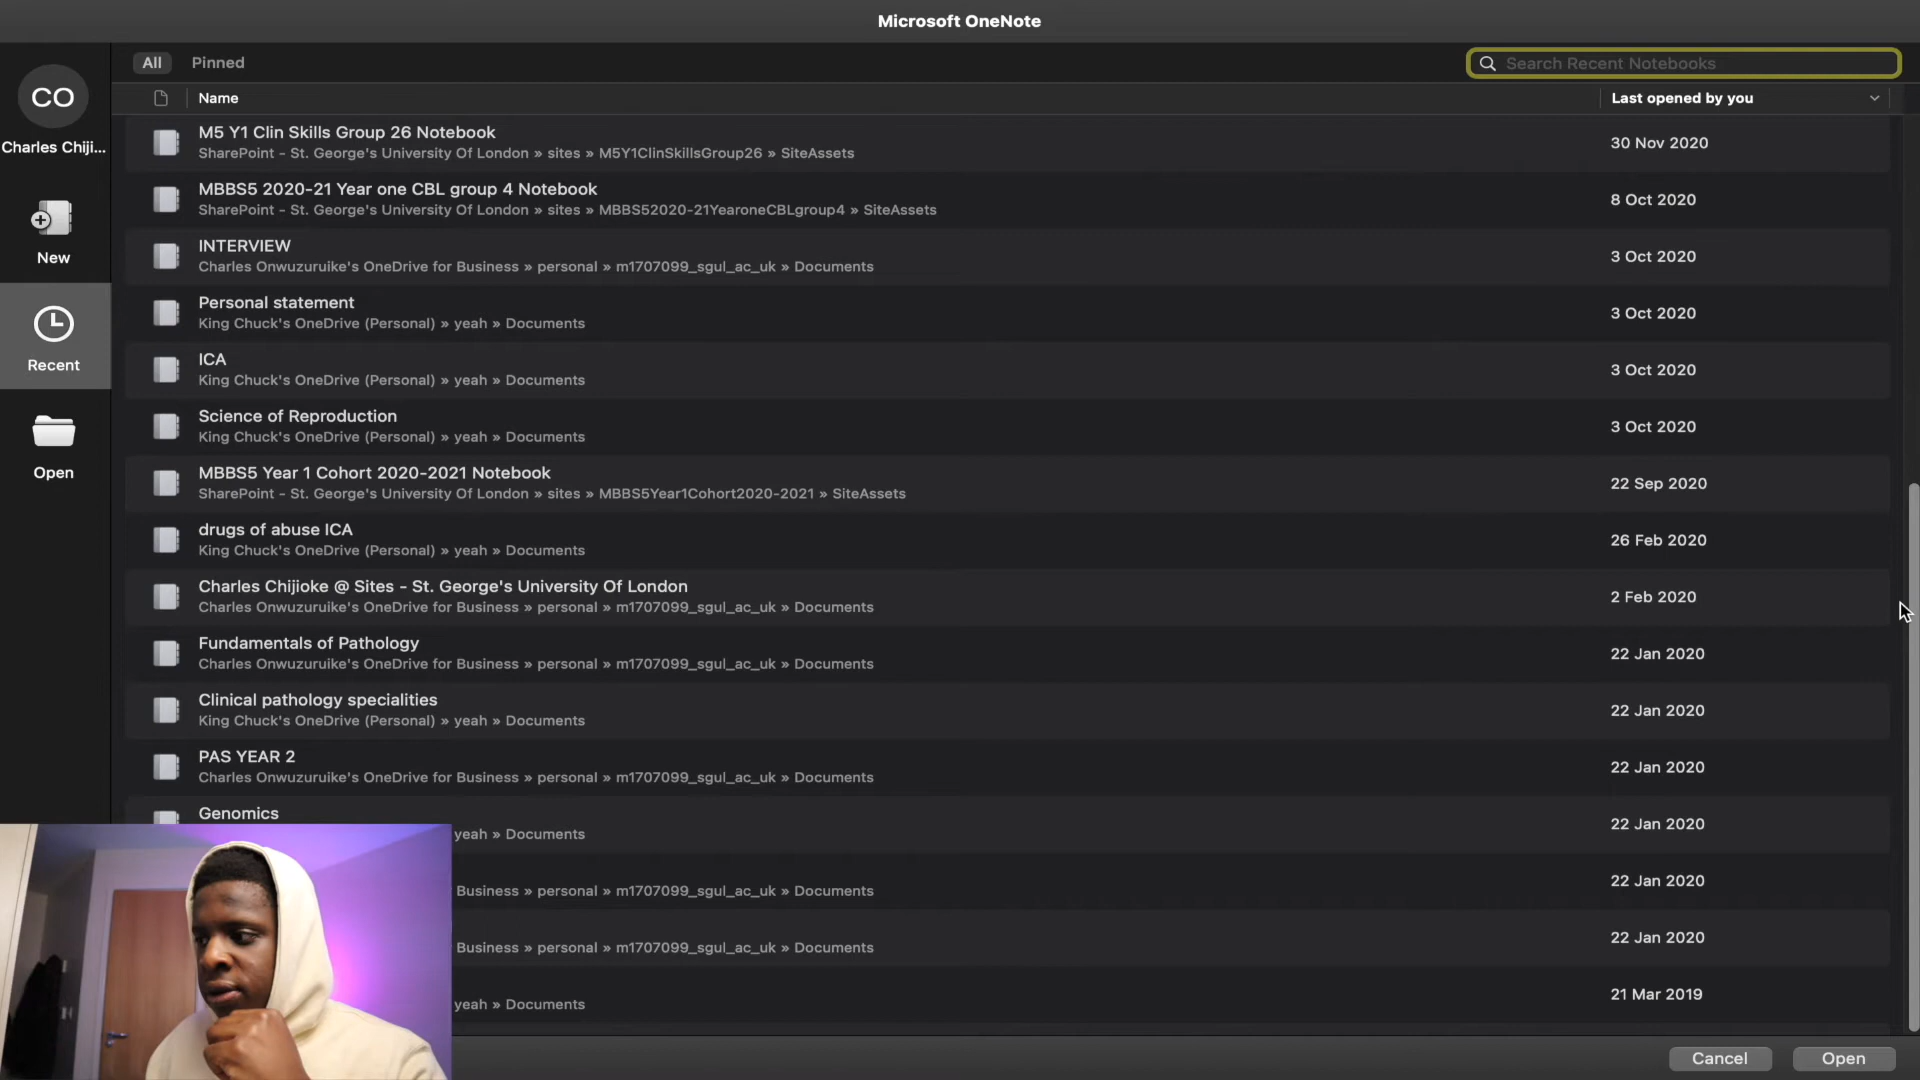 Microsoft OneNote
CO
Charles Chiji...
New
Recent
Open
All
Pinned
Search Recent Notebooks
Name
Last opened by you
M5 Y1 Clin Skills Group 26 Notebook
SharePoint - St. George's University Of London » sites » M5Y1ClinSkillsGroup26 » SiteAssets
30 Nov 2020
MBBS5 2020-21 Year one CBL group 4 Notebook
SharePoint - St. George's University Of London » sites » MBBS52020-21YearoneCBLgroup4 » SiteAssets
8 Oct 2020
INTERVIEW
Charles Onwuzuruike's OneDrive for Business » personal » m1707099_sgul_ac_uk » Documents
3 Oct 2020
Personal statement
King Chuck's OneDrive (Personal) » yeah » Documents
3 Oct 2020
ICA
King Chuck's OneDrive (Personal) » yeah » Documents
3 Oct 2020
Science of Reproduction
King Chuck's OneDrive (Personal) » yeah » Documents
3 Oct 2020
MBBS5 Year 1 Cohort 2020-2021 Notebook
SharePoint - St. George's University Of London » sites » MBBS5Year1Cohort2020-2021 » SiteAssets
22 Sep 2020
drugs of abuse ICA
King Chuck's OneDrive (Personal) » yeah » Documents
26 Feb 2020
Charles Chijioke @ Sites - St. George's University Of London
Charles Onwuzuruike's OneDrive for Business » personal » m1707099_sgul_ac_uk » Documents
2 Feb 2020
Fundamentals of Pathology
Charles Onwuzuruike's OneDrive for Business » personal » m1707099_sgul_ac_uk » Documents
22 Jan 2020
Clinical pathology specialities
King Chuck's OneDrive (Personal) » yeah » Documents
22 Jan 2020
PAS YEAR 2
Charles Onwuzuruike's OneDrive for Business » personal » m1707099_sgul_ac_uk » Documents
22 Jan 2020
Genomics
yeah » Documents
22 Jan 2020
Business » personal » m1707099_sgul_ac_uk » Documents
22 Jan 2020
Business » personal » m1707099_sgul_ac_uk » Documents
22 Jan 2020
yeah » Documents
21 Mar 2019
Cancel
Open